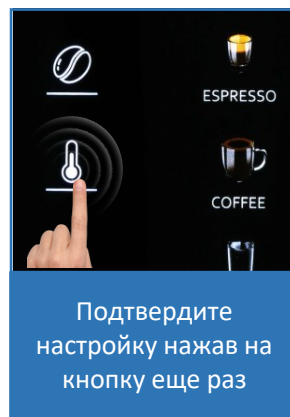 ESPRESSO
COFFEE
Подтвердите
настройку нажав на
кнопку еще раз